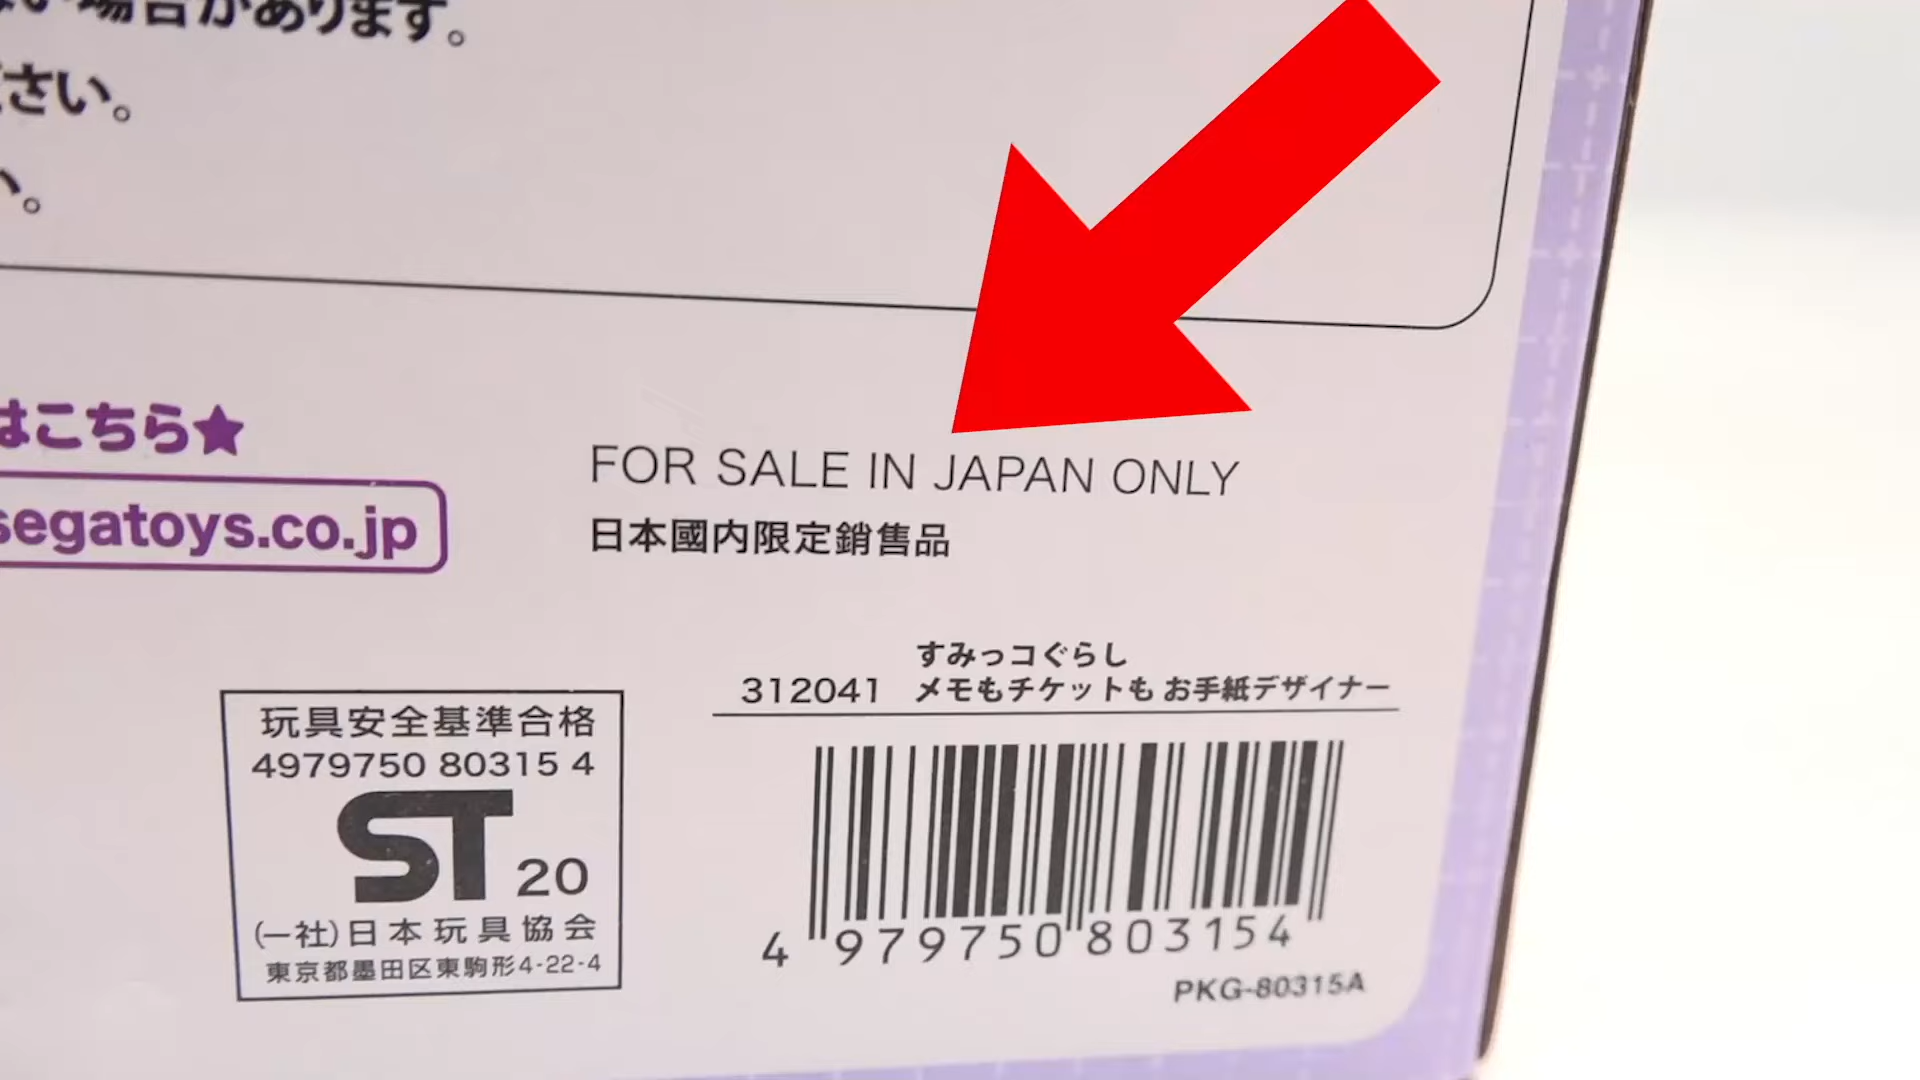 場合があります。
ださい。
い。
はこちら★
segatoys.co.jp
FOR SALE IN JAPAN ONLY
日本國内限定銷售品
すみっコぐらし
312041 メモもチケットも お手紙デザイナー
玩具安全基準合格
4979750 80315 4
ST 20
(一社)日本玩具協会
東京都墨田区東駒形4-22-4
4 979750 803154
PKG-80315A